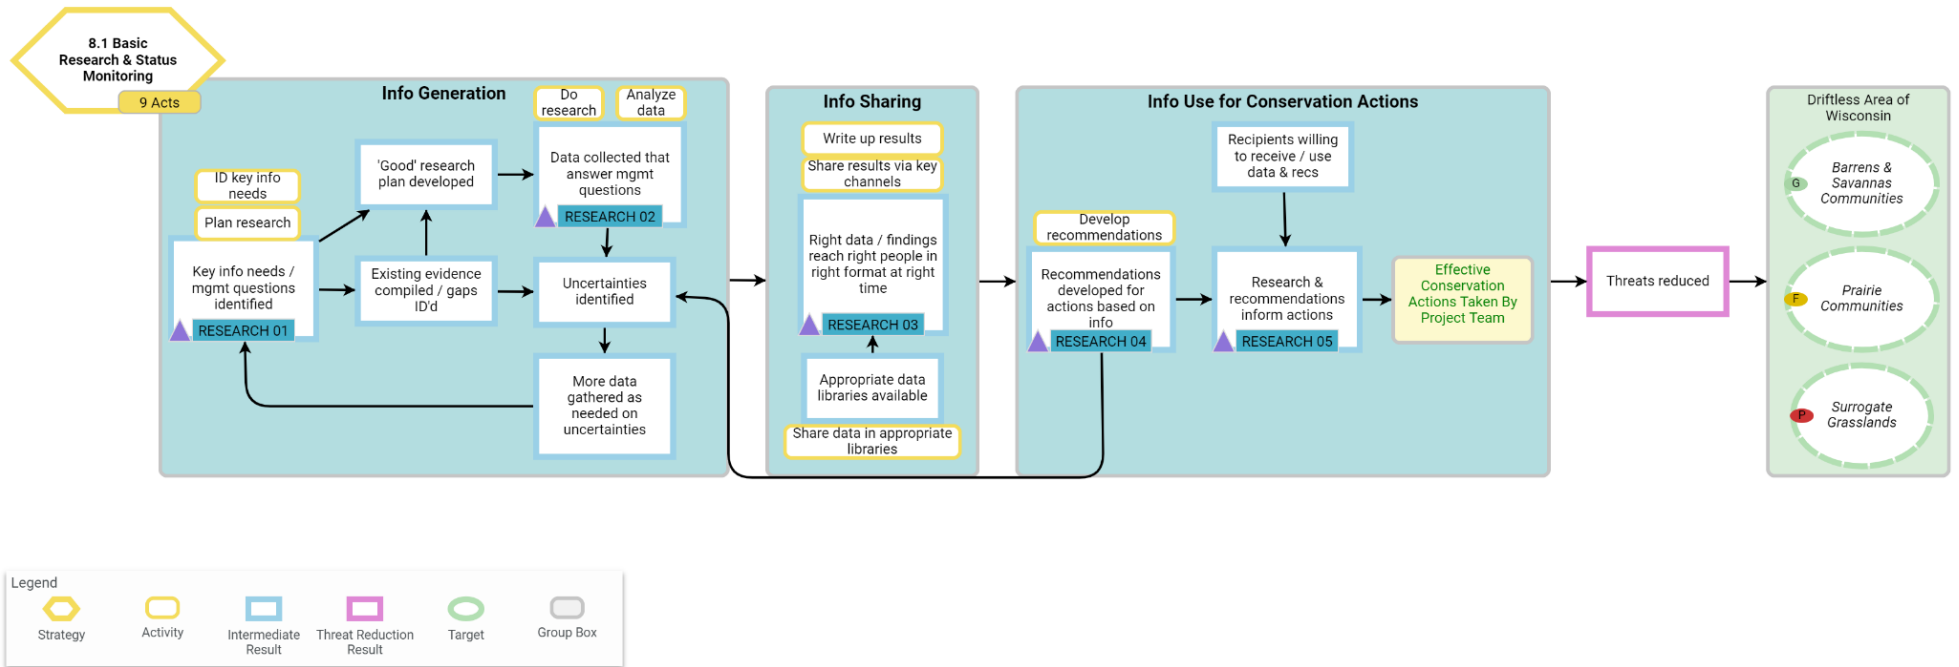 8.1 Basic
Research & Status
Monitoring
9 Acts
Info Generation
Do
research
Analyze
data
ID key info
needs
Plan research
'Good' research
plan developed
Data collected that
answer mgmt
questions
RESEARCH 02
Key info needs /
mgmt questions
identified
RESEARCH 01
Existing evidence
compiled / gaps
ID'd
Uncertainties
identified
More data
gathered as
needed on
uncertainties
Info Sharing
Write up results
Share results via key
channels
Right data / findings
reach right people in
right format at right
time
RESEARCH 03
Appropriate data
libraries available
Share data in appropriate
libraries
Info Use for Conservation Actions
Recipients willing
to receive / use
data & recs
Develop
recommendations
Recommendations
developed for
actions based on
info
RESEARCH 04
Research &
recommendations
inform actions
RESEARCH 05
Effective
Conservation
Actions Taken By
Project Team
Threats reduced
Driftless Area of
Wisconsin
G
Barrens &
Savannas
Communities
F
Prairie
Communities
P
Surrogate
Grasslands
Legend
Strategy
Activity
Intermediate
Result
Threat Reduction
Result
Target
Group Box